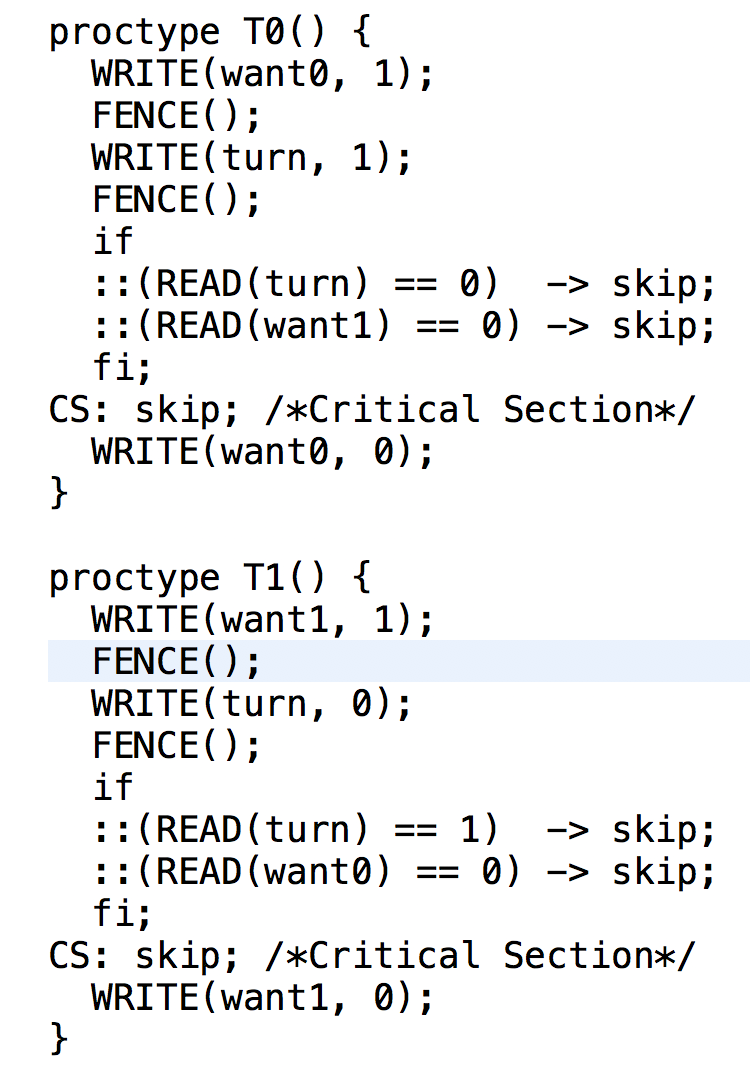 proctype T0() {
  WRITE(want0, 1);
  FENCE();
  WRITE(turn, 1);
  FENCE();
  if
  ::(READ(turn) == 0)  -> skip;
  ::(READ(want1) == 0) -> skip;
  fi;
CS: skip; /*Critical Section*/
  WRITE(want0, 0);
}

proctype T1() {
  WRITE(want1, 1);
  FENCE();
  WRITE(turn, 0);
  FENCE();
  if
  ::(READ(turn) == 1)  -> skip;
  ::(READ(want0) == 0) -> skip;
  fi;
CS: skip; /*Critical Section*/
  WRITE(want1, 0);
}